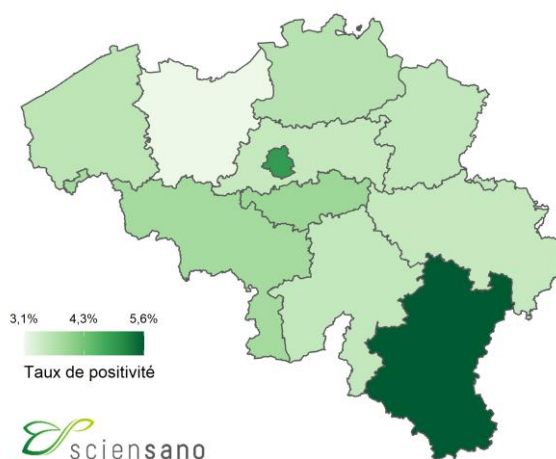 3,1% 4,3% 5,6%
Taux de positivité
sciensano